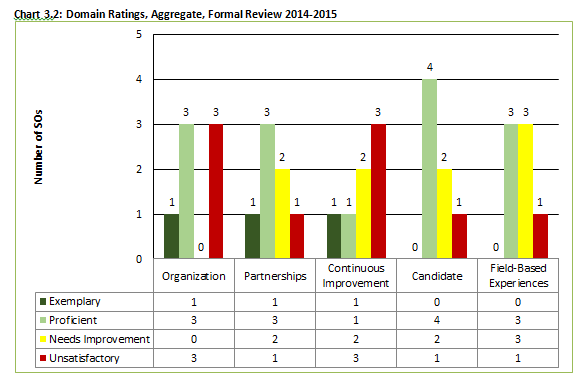 Chart 3.2: Domain Ratings, Aggregate, Formal Review 2014-2015
Number of SOs
5
4
3
2
1
0
1 3 0 3
1 3 2 1
1 1 2 3
0 4 2 1
0 3 3 1
Organization Partnerships Continuous Improvement Candidate Field-Based Experiences
Exemplary 1 1 1 0 0
Proficient 3 3 1 4 3
Needs Improvement 0 2 2 2 3
Unsatisfactory 3 1 3 1 1